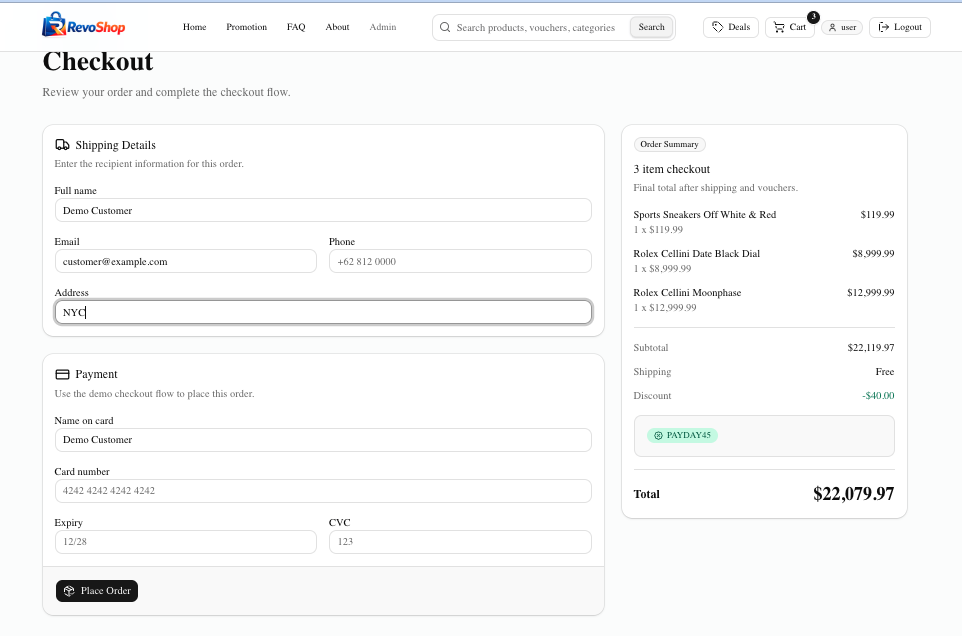 RevoShop
Home Promotion FAQ About Admin
Search products, vouchers, categories Search
Deals Cart 3 user Logout
Checkout
Review your order and complete the checkout flow.
Shipping Details
Enter the recipient information for this order.
Full name
Demo Customer
Email Phone
customer@example.com +62 812 0000
Address
NYC
Payment
Use the demo checkout flow to place this order.
Name on card
Demo Customer
Card number
4242 4242 4242 4242
Expiry CVC
12/28 123
Place Order
Order Summary
3 item checkout
Final total after shipping and vouchers.
Sports Sneakers Off White & Red $119.99
1 x $119.99
Rolex Cellini Date Black Dial $8,999.99
1 x $8,999.99
Rolex Cellini Moonphase $12,999.99
1 x $12,999.99
Subtotal $22,119.97
Shipping Free
Discount -$40.00
PAYDAY45
Total $22,079.97